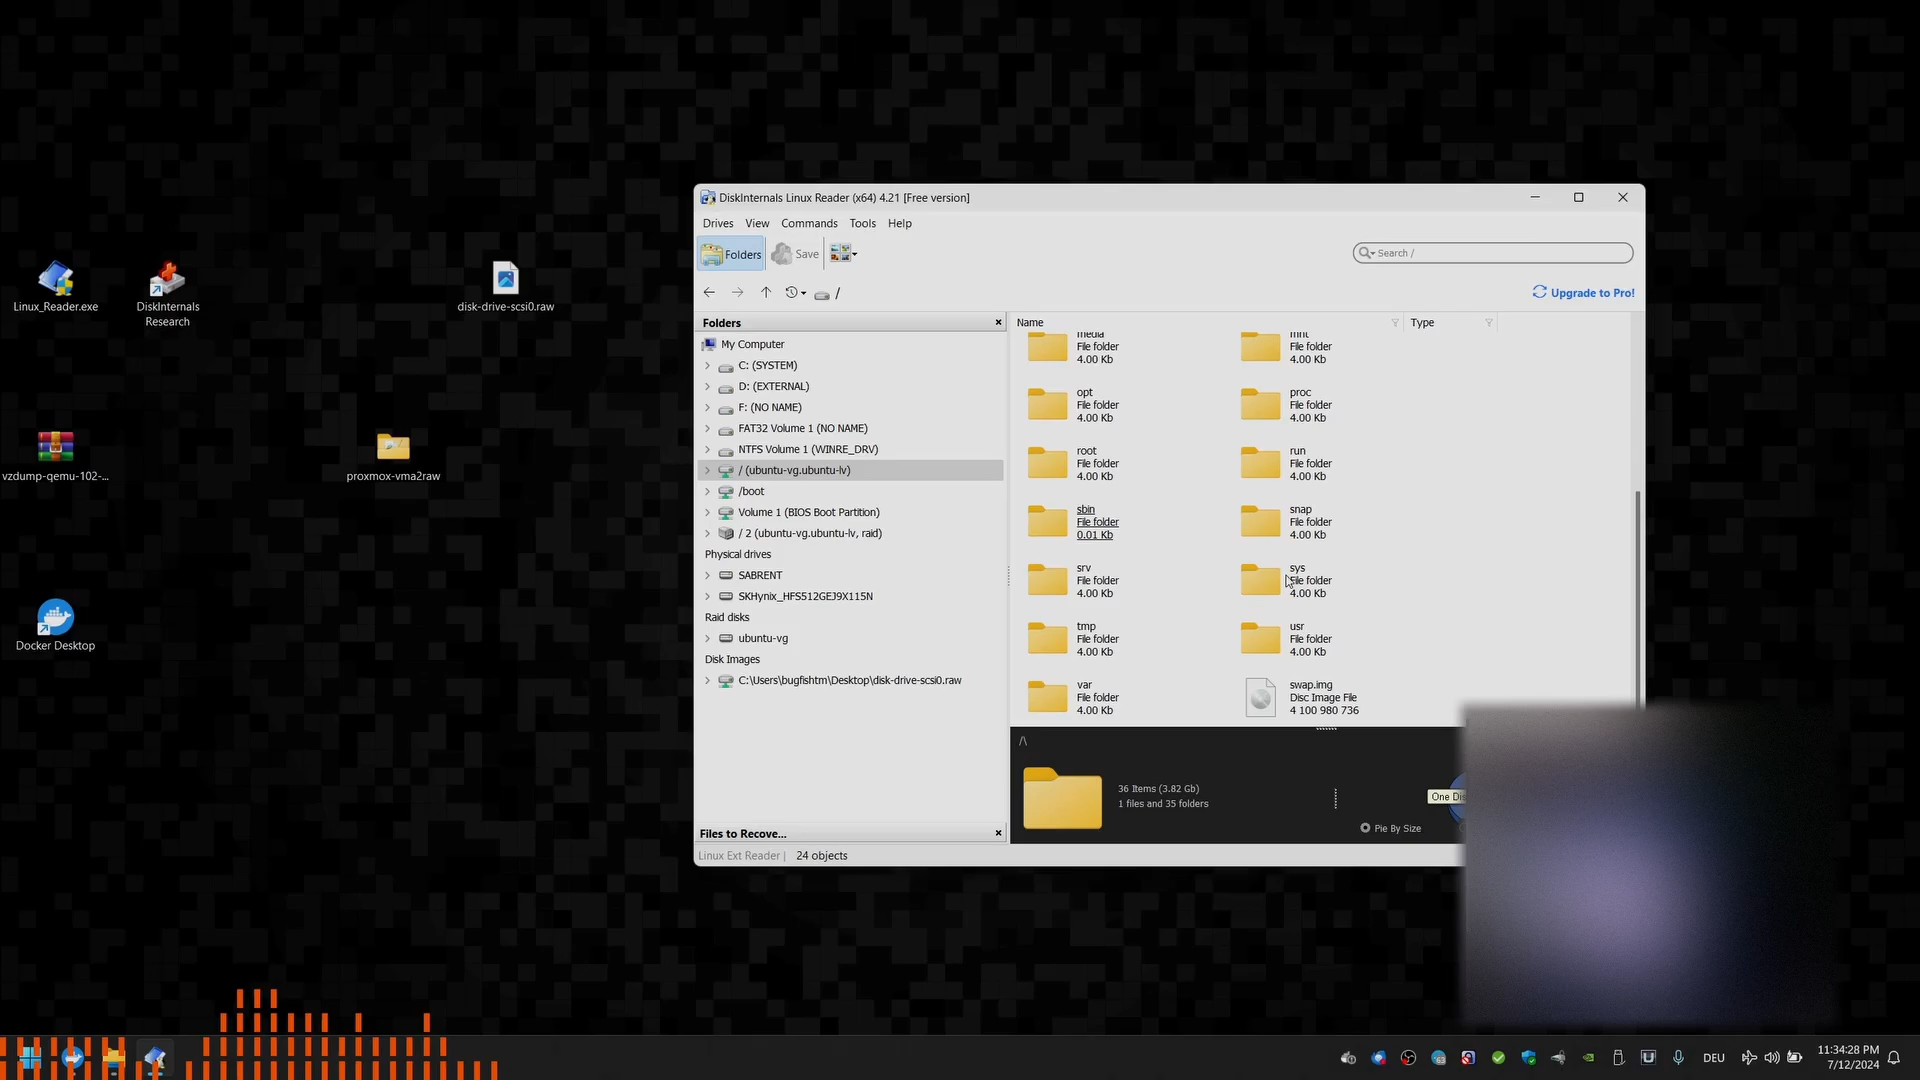 Linux_Reader.exe
DiskInternals
Research
disk-drive-scsi0.raw
vzdump-qemu-102-...
proxmox-vma2raw
Docker Desktop
DiskInternals Linux Reader (x64) 4.21 [Free version]
Drives View Commands Tools Help
Folders Save
Search /
/
Upgrade to Pro!
Folders
My Computer
C: (SYSTEM)
D: (EXTERNAL)
F: (NO NAME)
FAT32 Volume 1 (NO NAME)
NTFS Volume 1 (WINRE_DRV)
/ (ubuntu-vg.ubuntu-lv)
/boot
Volume 1 (BIOS Boot Partition)
/ 2 (ubuntu-vg.ubuntu-lv, raid)
Physical drives
SABRENT
SKHynix_HFS512GEJ9X115N
Raid disks
ubuntu-vg
Disk Images
C:\Users\bugfishtm\Desktop\disk-drive-scsi0.raw
Files to Recove...
Linux Ext Reader | 24 objects
Name Type
media
File folder
4.00 Kb
mnt
File folder
4.00 Kb
opt
File folder
4.00 Kb
proc
File folder
4.00 Kb
root
File folder
4.00 Kb
run
File folder
4.00 Kb
sbin
File folder
0.01 Kb
snap
File folder
4.00 Kb
srv
File folder
4.00 Kb
sys
File folder
4.00 Kb
tmp
File folder
4.00 Kb
usr
File folder
4.00 Kb
var
File folder
4.00 Kb
swap.img
Disc Image File
4 100 980 736
/\
36 Items (3.82 Gb)
1 files and 35 folders
One
Pie By Size
DEU
11:34:28 PM
7/12/2024